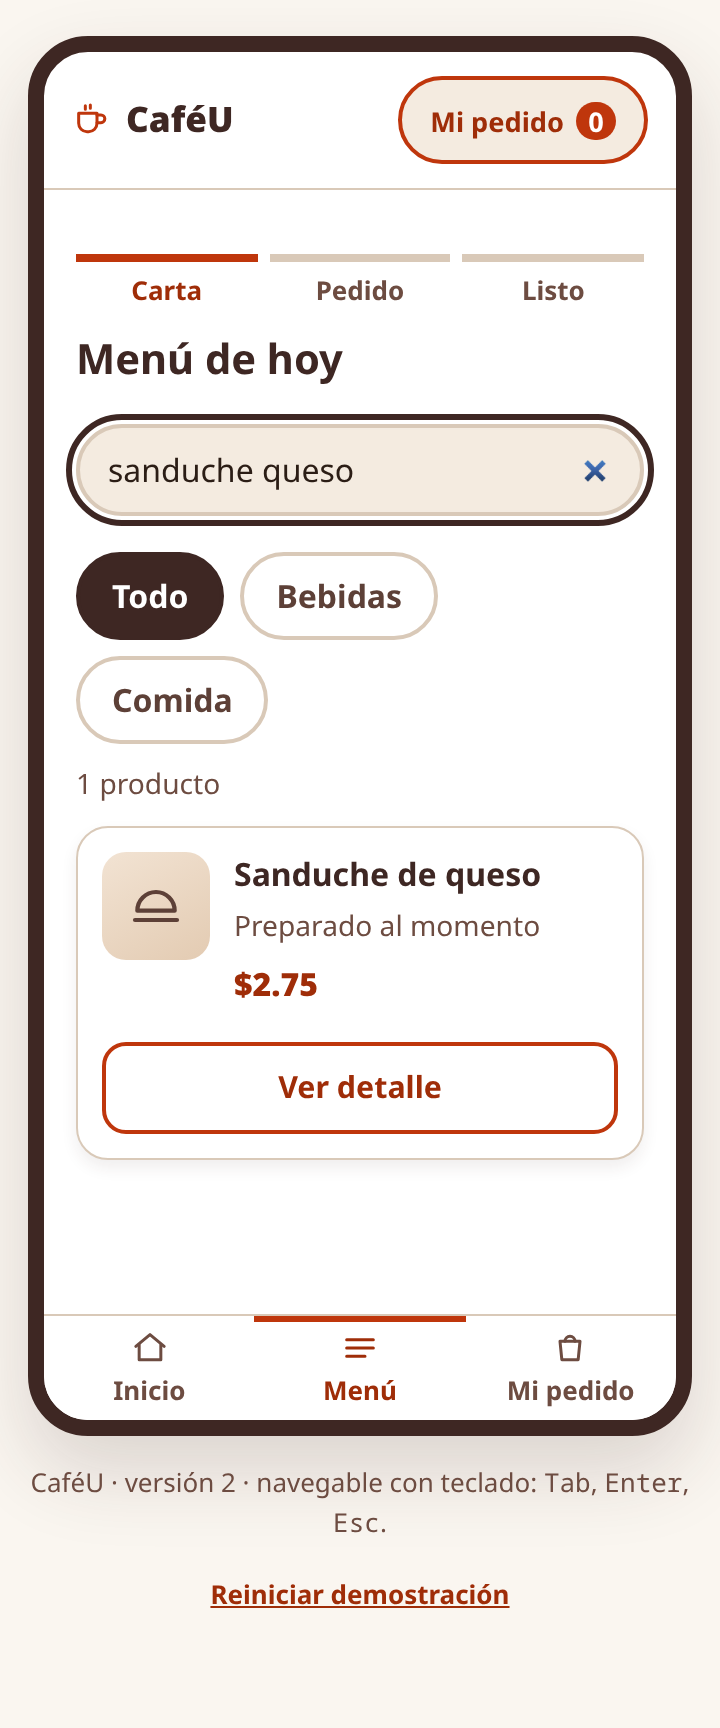 CaféU
Mi pedido 0
Carta Pedido Listo
Menú de hoy
sanduche queso
Todo Bebidas
Comida
1 producto
Sanduche de queso
Preparado al momento
$2.75
Ver detalle
Inicio Menú Mi pedido
CaféU · versión 2 · navegable con teclado: Tab, Enter,
Esc.
Reiniciar demostración